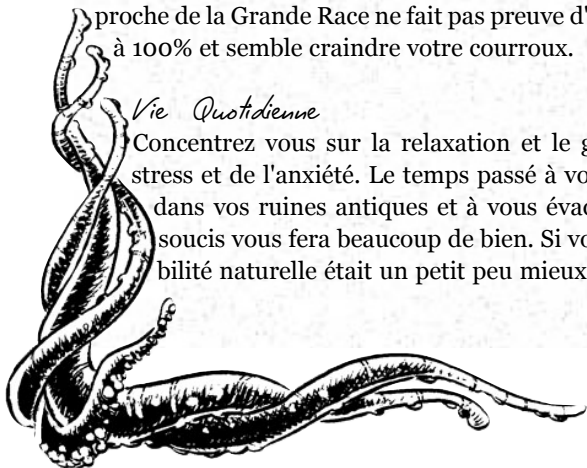 proche de la Grande Race ne fait pas preuve d'
à 100% et semble craindre votre courroux.
Vie Quotidienne
Concentrez vous sur la relaxation et le g
stress et de l'anxiété. Le temps passé à vo
dans vos ruines antiques et à vous évac
soucis vous fera beaucoup de bien. Si vo
bilité naturelle était un petit peu mieux